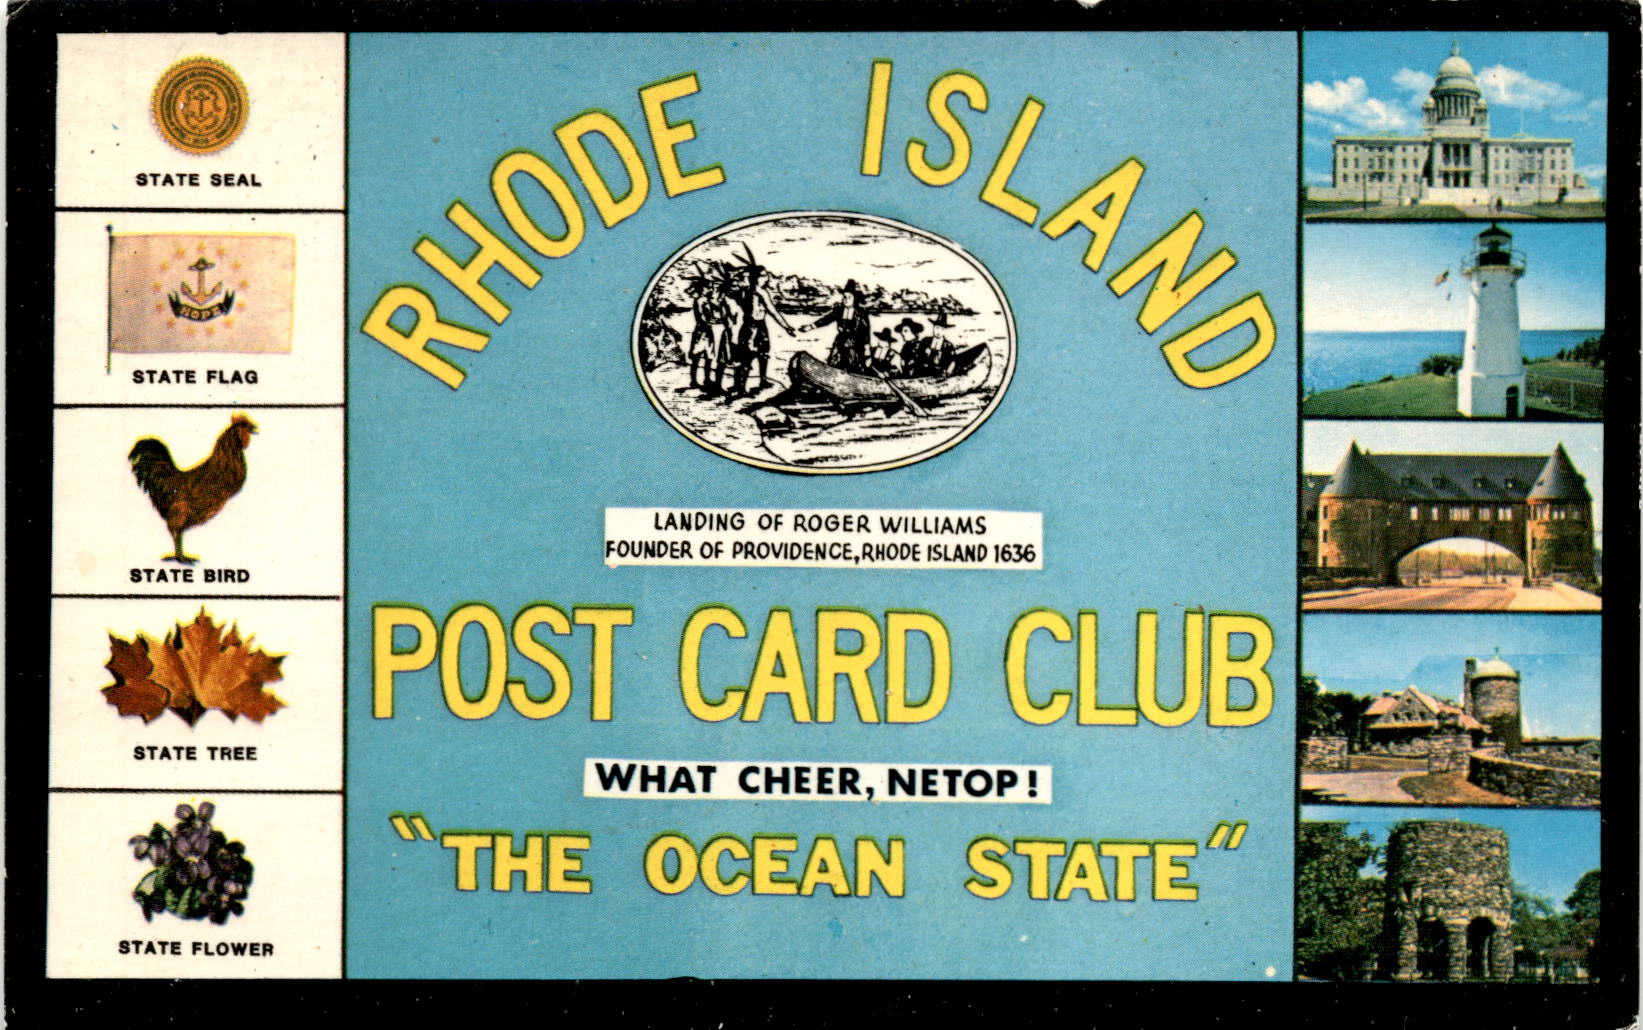 STATE SEAL
STATE FLAG
HOPE
STATE BIRD
STATE TREE
STATE FLOWER
RHODE ISLAND
LANDING OF ROGER WILLIAMS
FOUNDER OF PROVIDENCE, RHODE ISLAND 1636
POST CARD CLUB
WHAT CHEER, NETOP!
"THE OCEAN STATE"